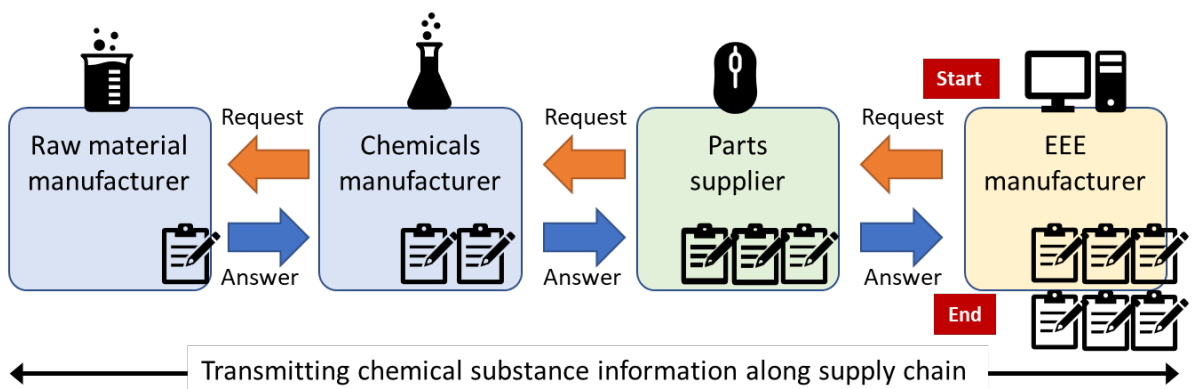 Start
Request
Request
Request
Raw material
manufacturer
Chemicals
manufacturer
Parts
supplier
EEE
manufacturer
Answer
Answer
Answer
End
Transmitting chemical substance information along supply chain